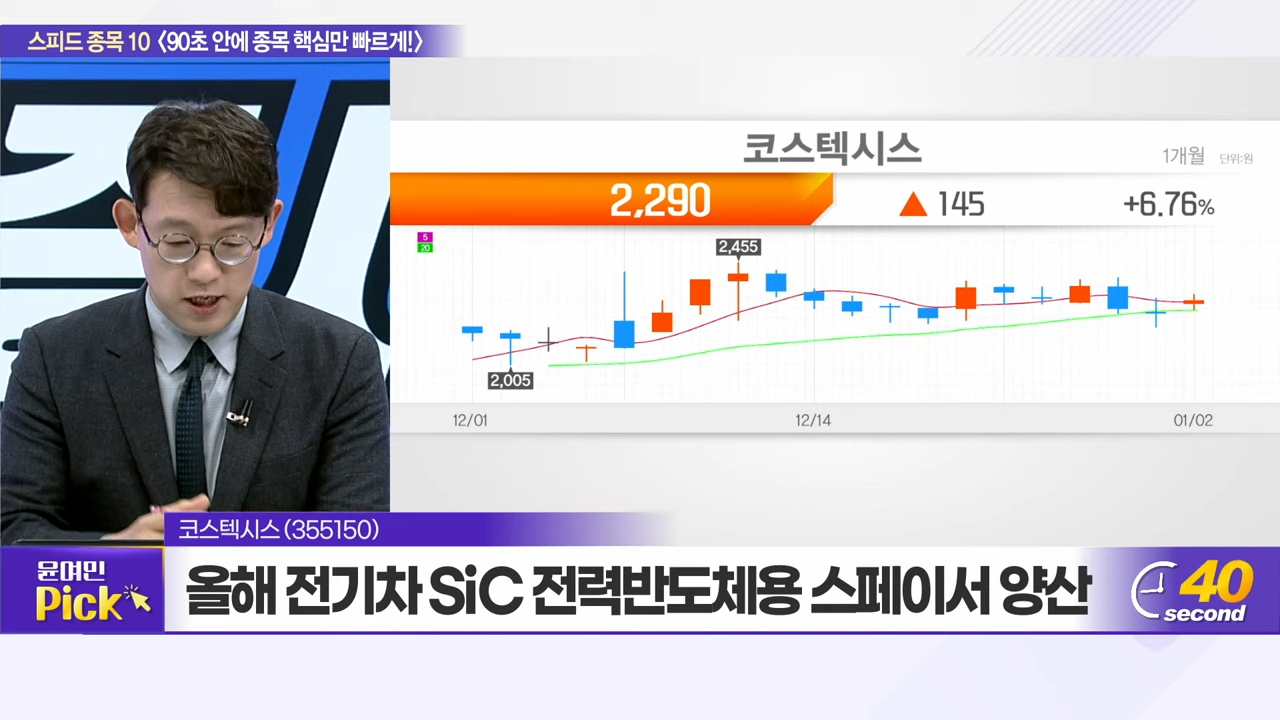 스피드 종목 10 〈90초 안에 종목 핵심만 빠르게!〉
코스텍시스
1개월 단위:원
2,290 ▲ 145 +6.76%
5
20
2,455
2,005
12/01 12/14 01/02
코스텍시스 (355150)
윤여민
Pick
올해 전기차 SiC 전력반도체용 스페이서 양산
40
second